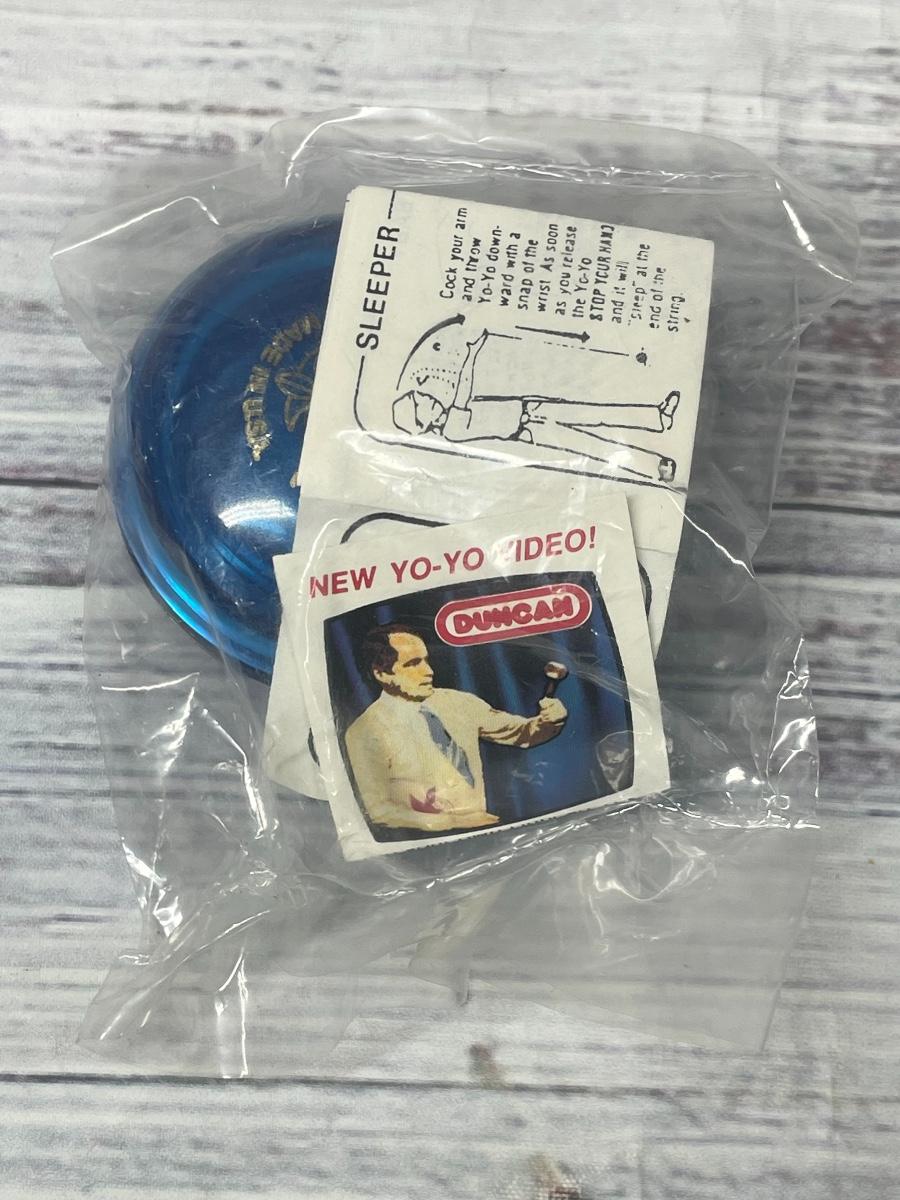 SLEEPER
Cock your arm
and throw
Yo-Yo down-
ward with a
snap of the
wrist. As soon
as you release
the Yo-Yo
STOP YOUR HAND
and it will
"sleep" at the
end of the
string.
MADE IN U.S.A.
NEW YO-YO VIDEO!
DUNCAN